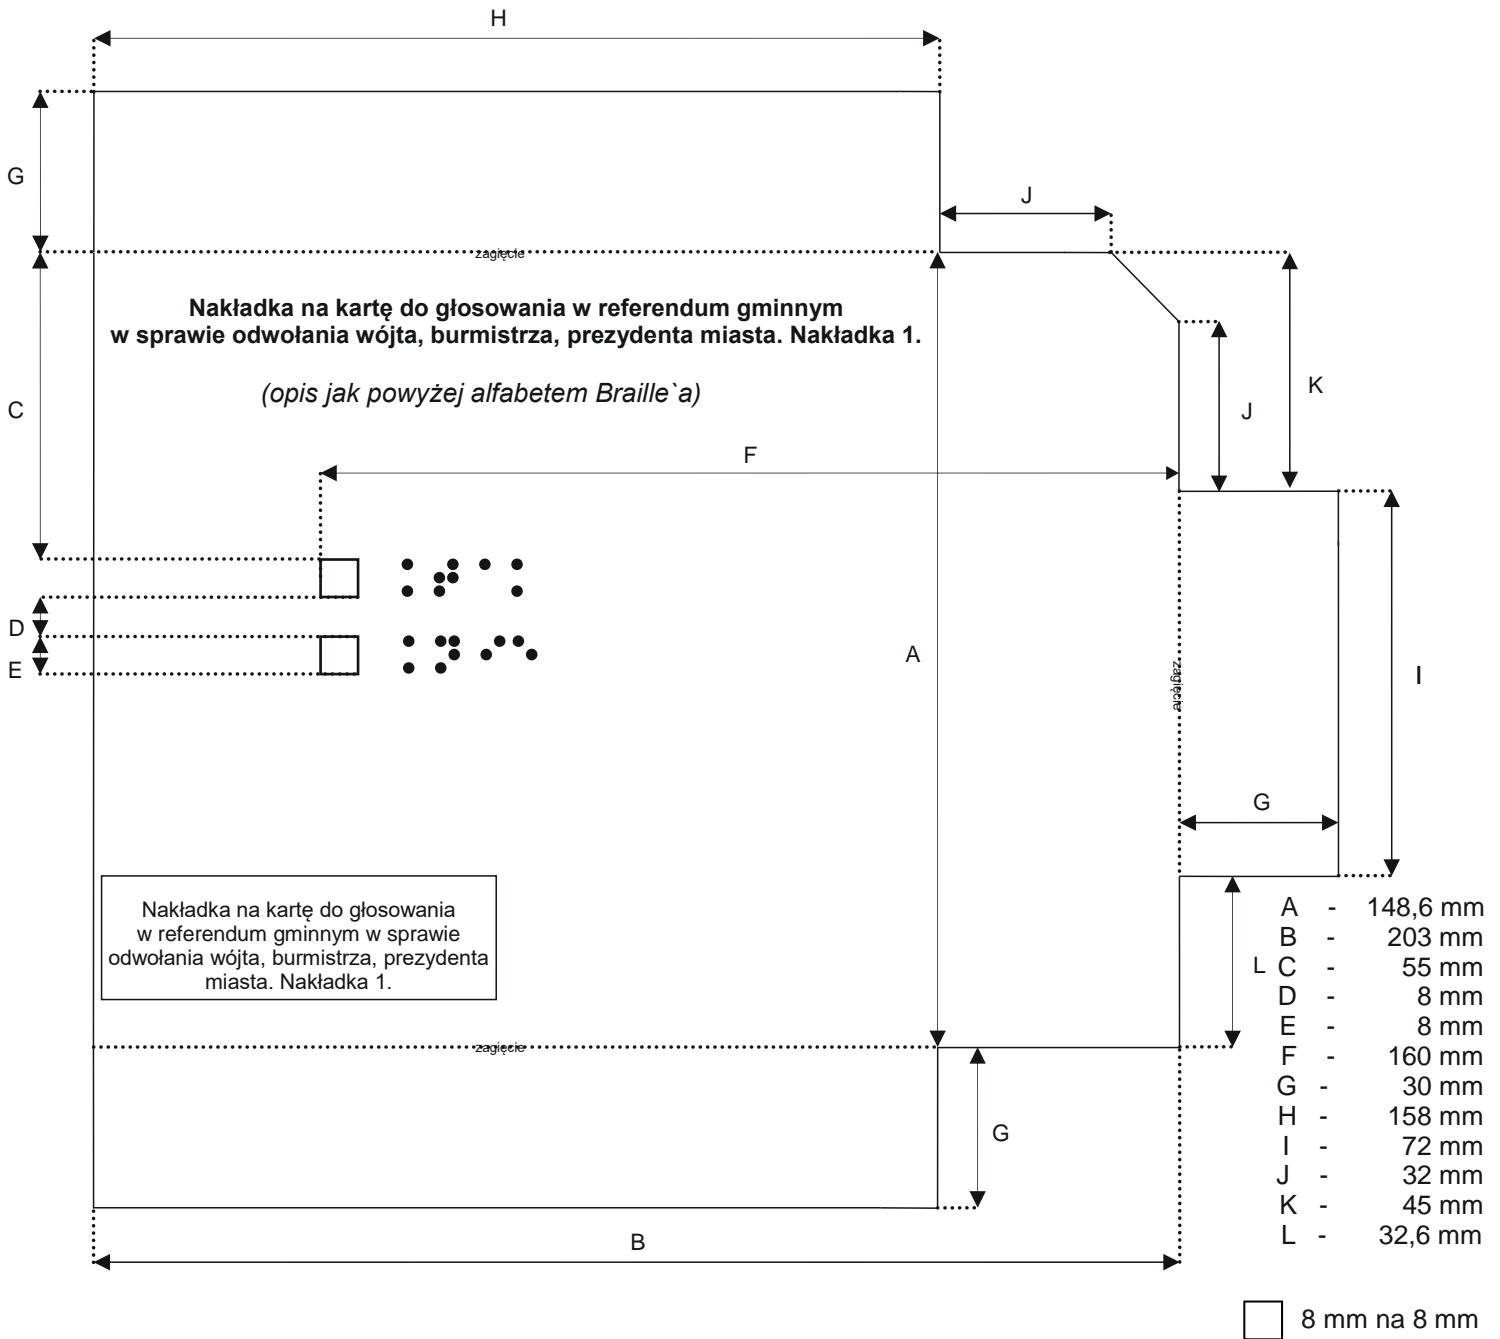 H
G
J
zagięcie
Nakładka na kartę do głosowania w referendum gminnym
w sprawie odwołania wójta, burmistrza, prezydenta miasta. Nakładka 1.
(opis jak powyżej alfabetem Braille`a)
K
C
J
F
D
A
E
zagięcie
I
G
Nakładka na kartę do głosowania
w referendum gminnym w sprawie
odwołania wójta, burmistrza, prezydenta
miasta. Nakładka 1.
L
A - 148,6 mm
B - 203 mm
C - 55 mm
D - 8 mm
E - 8 mm
F - 160 mm
G - 30 mm
H - 158 mm
I - 72 mm
J - 32 mm
K - 45 mm
L - 32,6 mm
zagięcie
G
B
8 mm na 8 mm